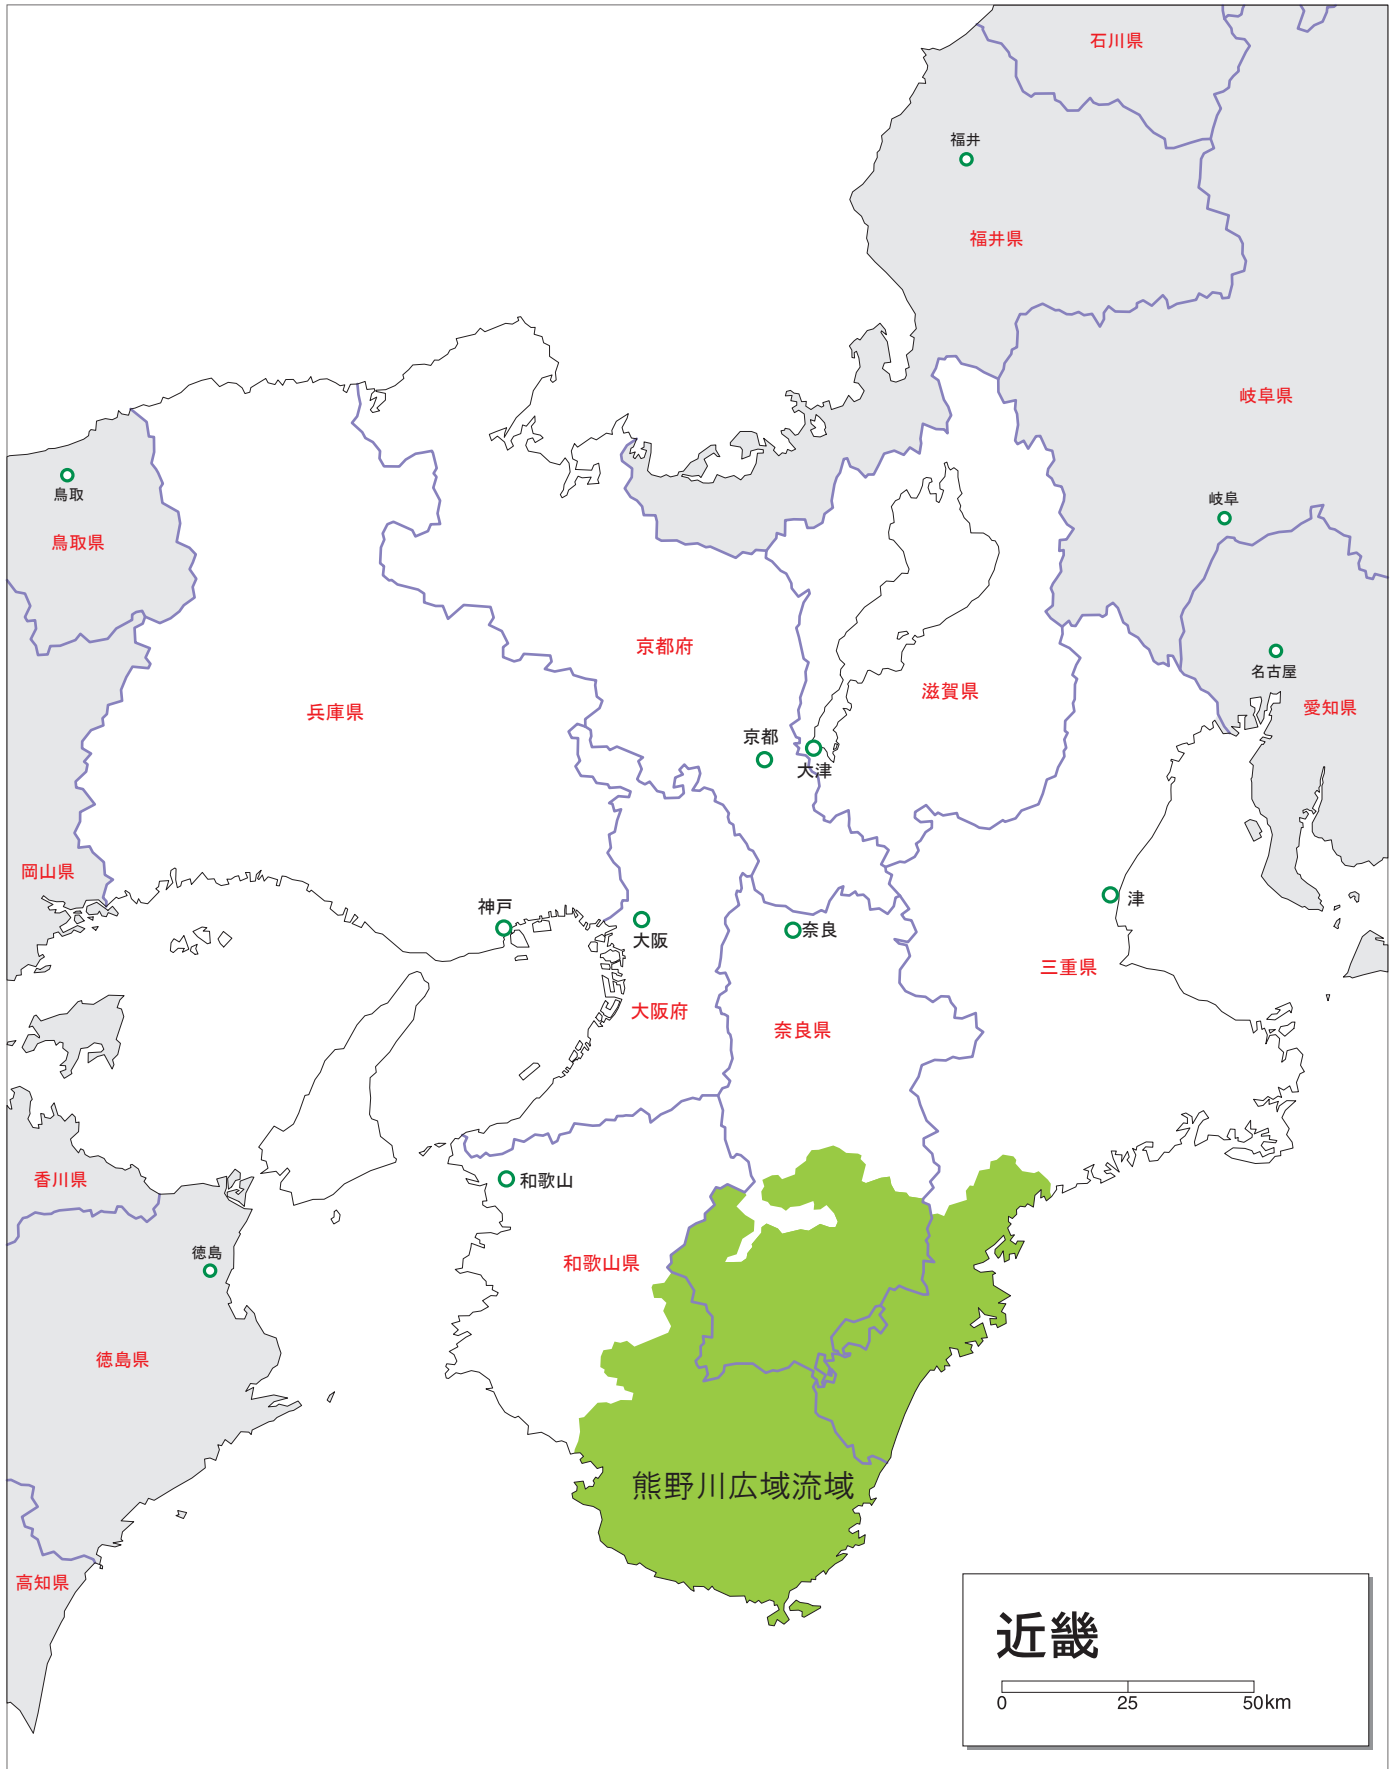 石川県
福井
福井県
岐阜県
鳥取
岐阜
鳥取県
京都府
名古屋
滋賀県
愛知県
兵庫県
京都
大津
岡山県
津
神戸
大阪
奈良
三重県
大阪府
奈良県
香川県
和歌山
徳島
和歌山県
徳島県
熊野川広域流域
高知県
近畿
0 25 50km